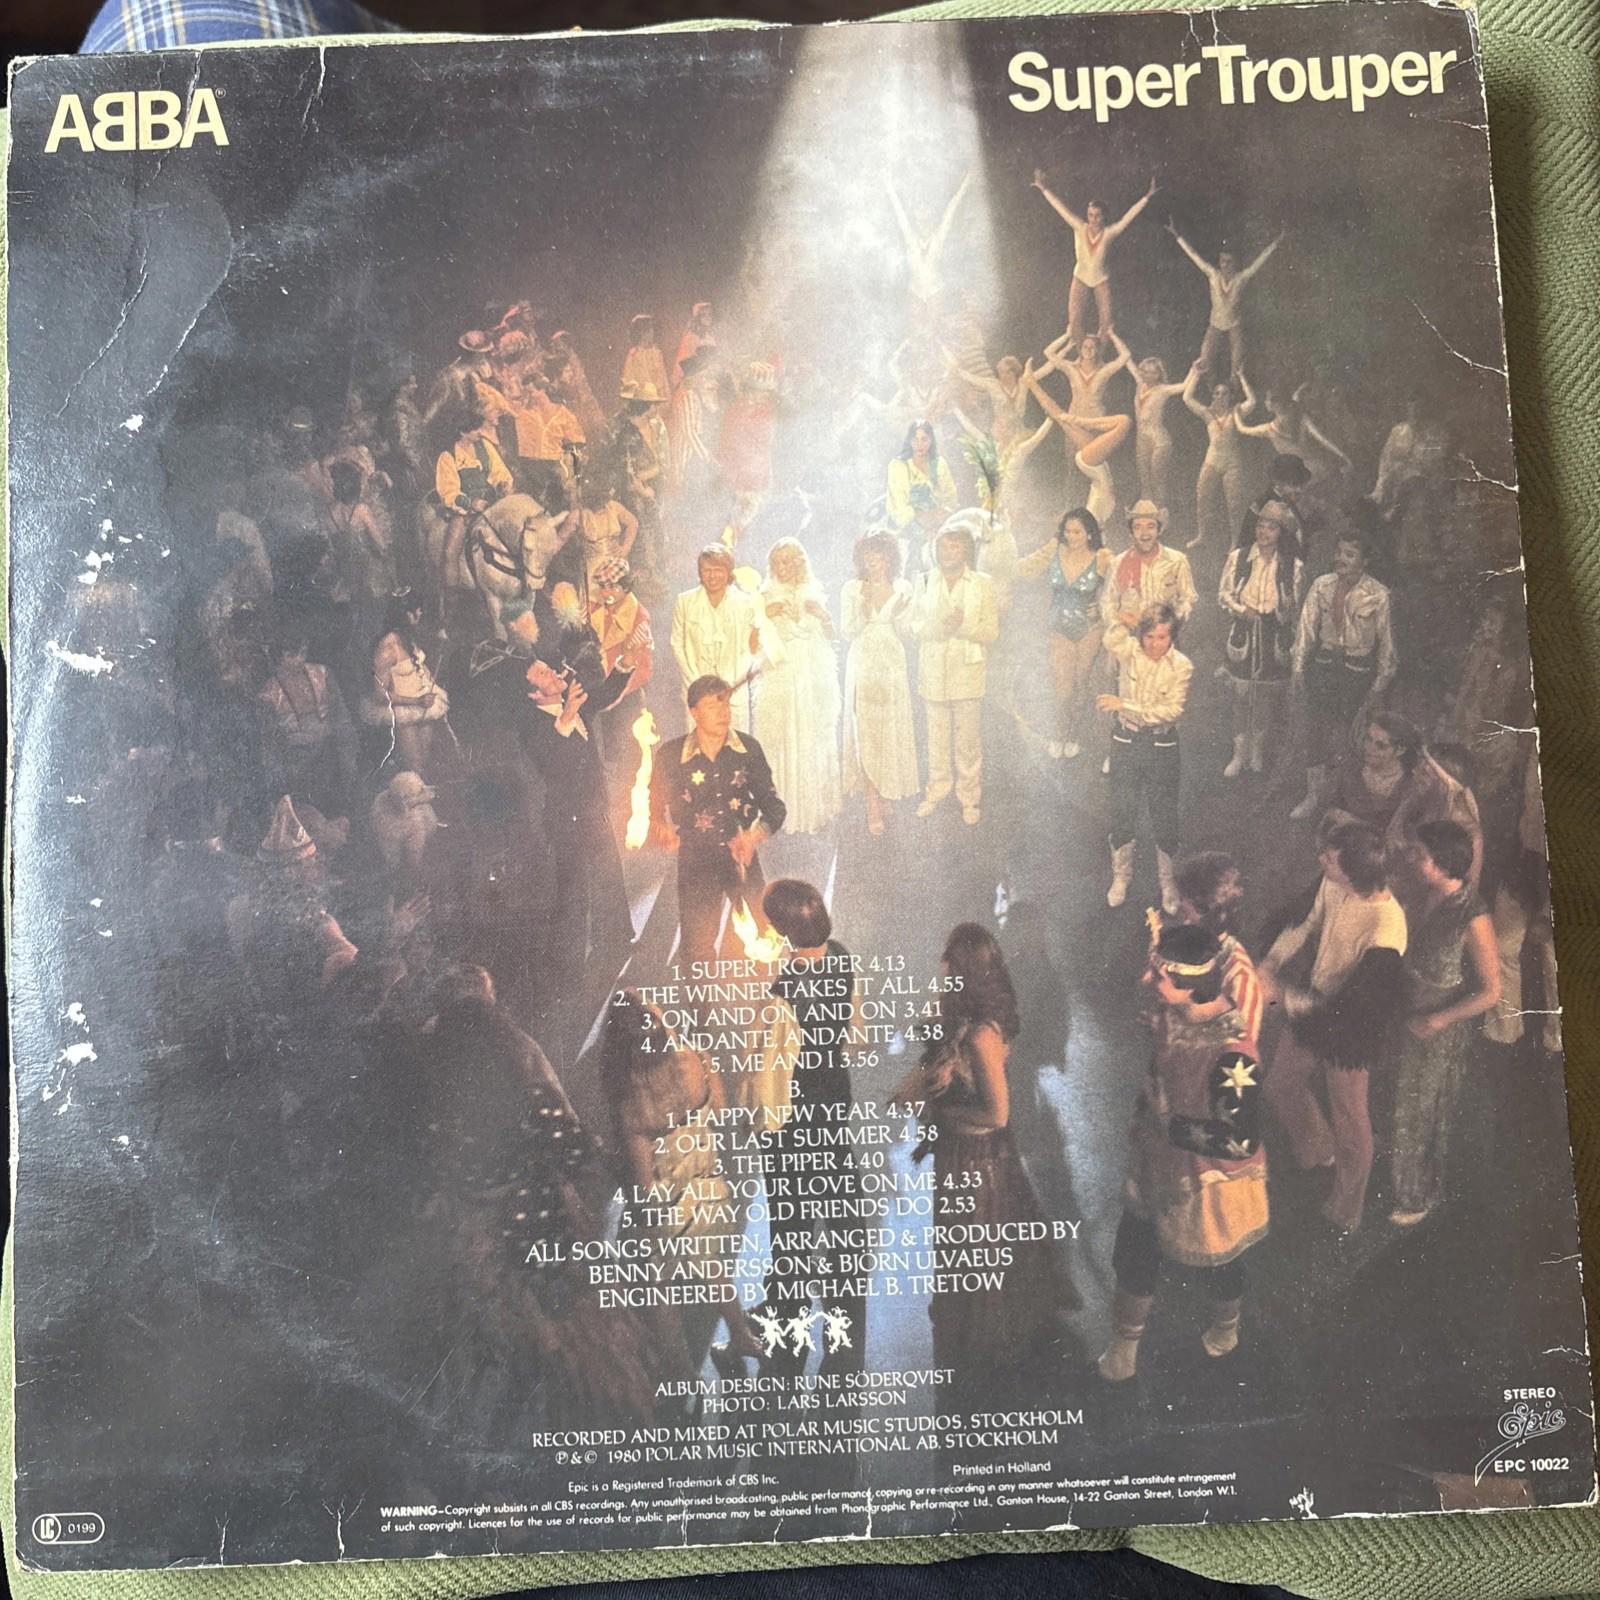 ABBA®
Super Trouper
A.
1. SUPER TROUPER 4.13
2. THE WINNER TAKES IT ALL 4.55
3. ON AND ON AND ON 3.41
4. ANDANTE, ANDANTE 4.38
5. ME AND I 3.56
B.
1. HAPPY NEW YEAR 4.37
2. OUR LAST SUMMER 4.58
3. THE PIPER 4.40
4. LAY ALL YOUR LOVE ON ME 4.33
5. THE WAY OLD FRIENDS DO 2.53
ALL SONGS WRITTEN, ARRANGED & PRODUCED BY
BENNY ANDERSSON & BJÖRN ULVAEUS
ENGINEERED BY MICHAEL B. TRETOW
ALBUM DESIGN: RUNE SÖDERQVIST
PHOTO: LARS LARSSON
RECORDED AND MIXED AT POLAR MUSIC STUDIOS, STOCKHOLM
℗ & © 1980 POLAR MUSIC INTERNATIONAL AB, STOCKHOLM
STEREO
Epic
EPC 10022
Printed in Holland
Epic is a Registered Trademark of CBS Inc.
WARNING–Copyright subsists in all CBS recordings. Any unauthorised broadcasting, public performance, copying or re-recording in any manner whatsoever will constitute infringement
of such copyright. Licences for the use of records for public performance may be obtained from Phonographic Performance Ltd., Ganton House, 14-22 Ganton Street, London W.1.
LC 0199